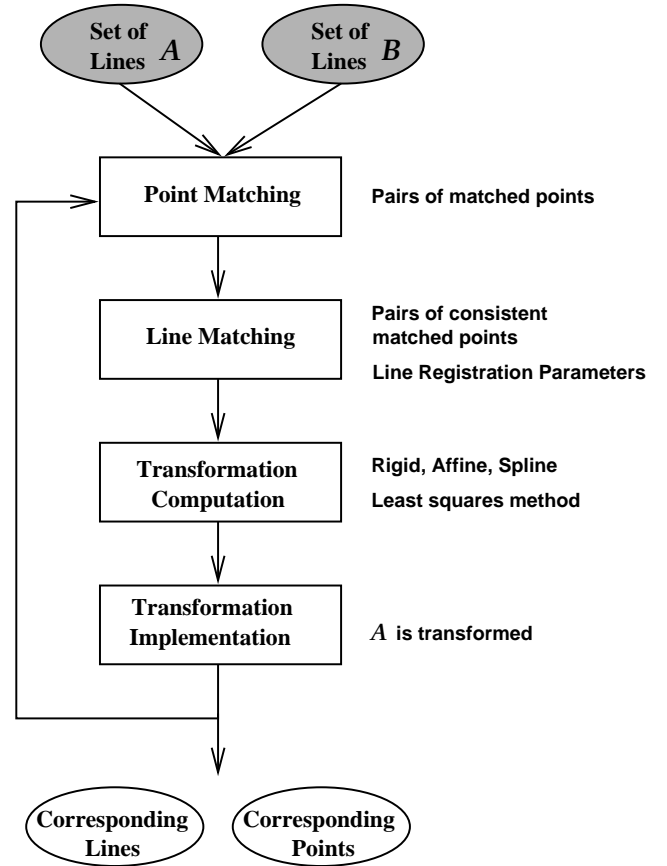 Set of
Lines A
Set of
Lines B
Point Matching
Pairs of matched points
Line Matching
Pairs of consistent
matched points
Line Registration Parameters
Transformation
Computation
Rigid, Affine, Spline
Least squares method
Transformation
Implementation
A is transformed
Corresponding
Lines
Corresponding
Points